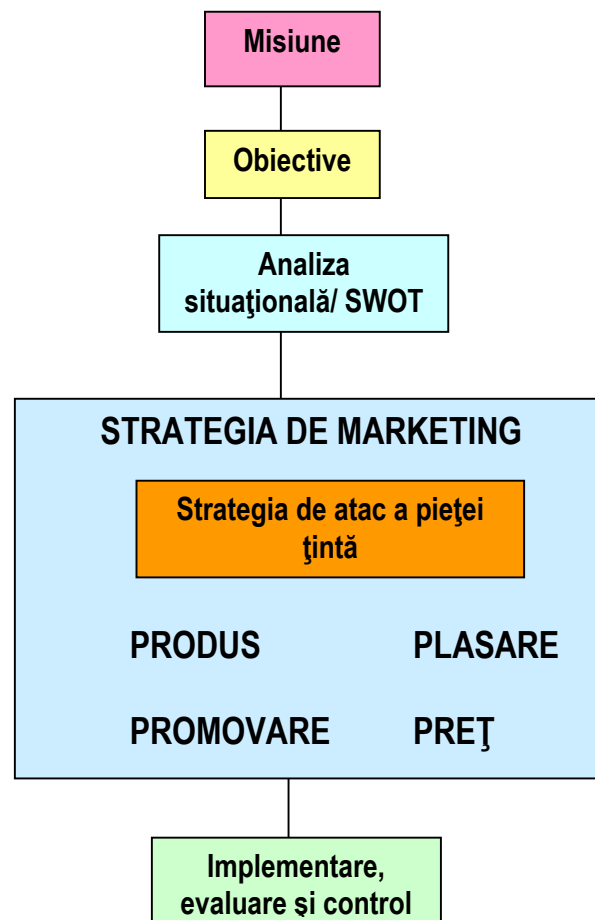 Misiune
Obiective
Analiza
situaţională/ SWOT
STRATEGIA DE MARKETING
Strategia de atac a pieţei
ţintă
PRODUS PLASARE
PROMOVARE PREŢ
Implementare,
evaluare şi control